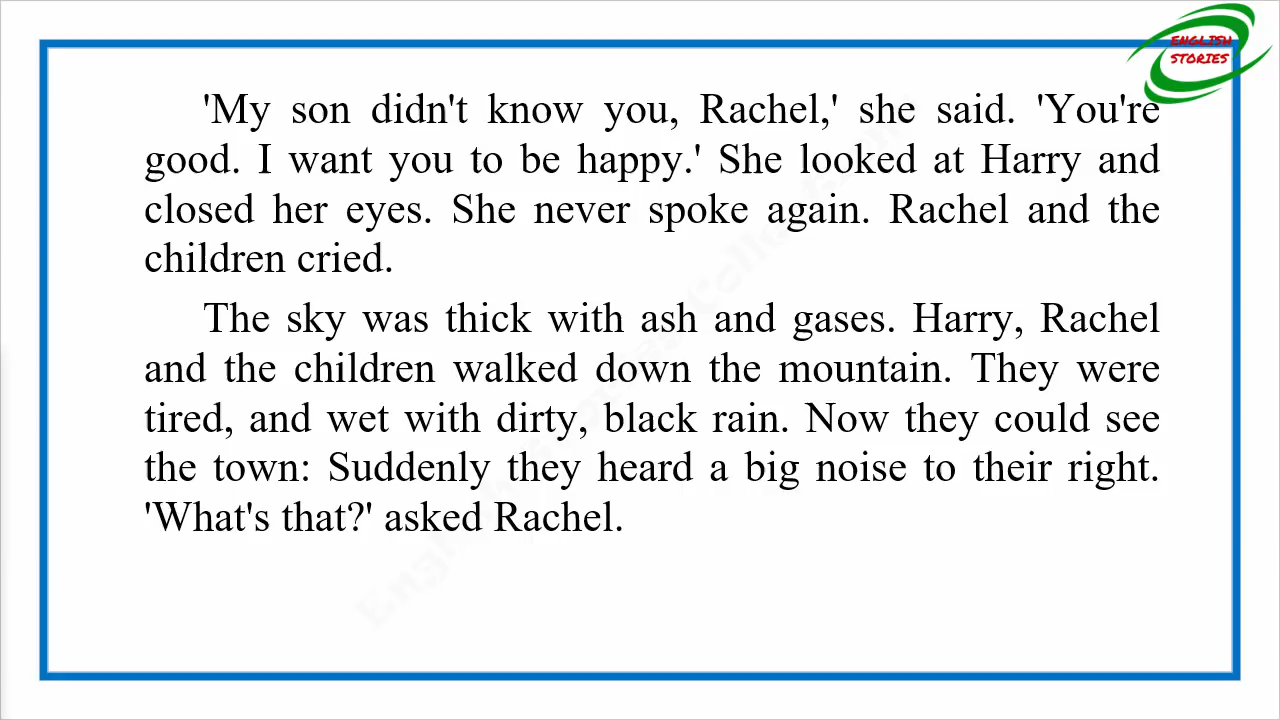 ENGLISH
STORIES
'My son didn't know you, Rachel,' she said. 'You're
good. I want you to be happy.' She looked at Harry and
closed her eyes. She never spoke again. Rachel and the
children cried.
The sky was thick with ash and gases. Harry, Rachel
and the children walked down the mountain. They were
tired, and wet with dirty, black rain. Now they could see
the town: Suddenly they heard a big noise to their right.
'What's that?' asked Rachel.